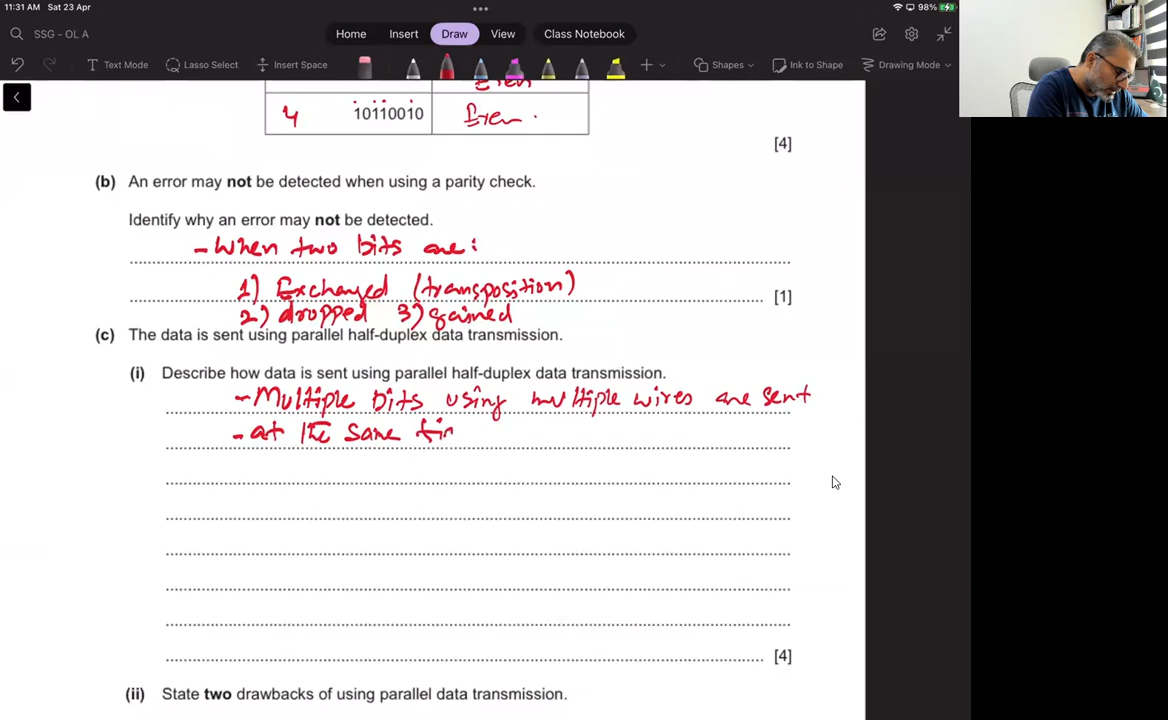 11:31 AM Sat 23 Apr
98%
SSG - OL A
Home Insert Draw View Class Notebook
Text Mode Lasso Select Insert Space Shapes Ink to Shape Drawing Mode
Even
4 10110010 Even.
[4]
(b) An error may not be detected when using a parity check.
Identify why an error may not be detected.
- When two bits are:
1) Exchanged (transposition)
[1]
2) dropped 3) gained
(c) The data is sent using parallel half-duplex data transmission.
(i) Describe how data is sent using parallel half-duplex data transmission.
- Multiple bits using multiple wires are sent
- at the same tim
[4]
(ii) State two drawbacks of using parallel data transmission.